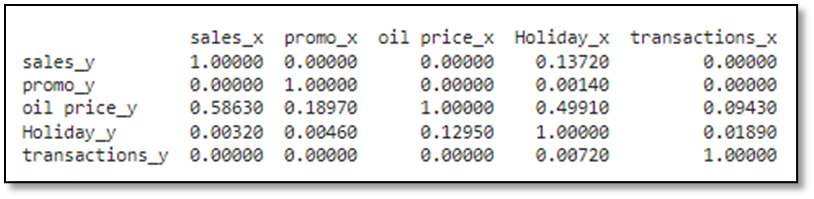 sales_x promo_x oil price_x Holiday_x transactions_x
sales_y 1.00000 0.00000 0.00000 0.13720 0.00000
promo_y 0.00000 1.00000 0.00000 0.00140 0.00000
oil price_y 0.58630 0.18970 1.00000 0.49910 0.09430
Holiday_y 0.00320 0.00460 0.12950 1.00000 0.01890
transactions_y 0.00000 0.00000 0.00000 0.00720 1.00000